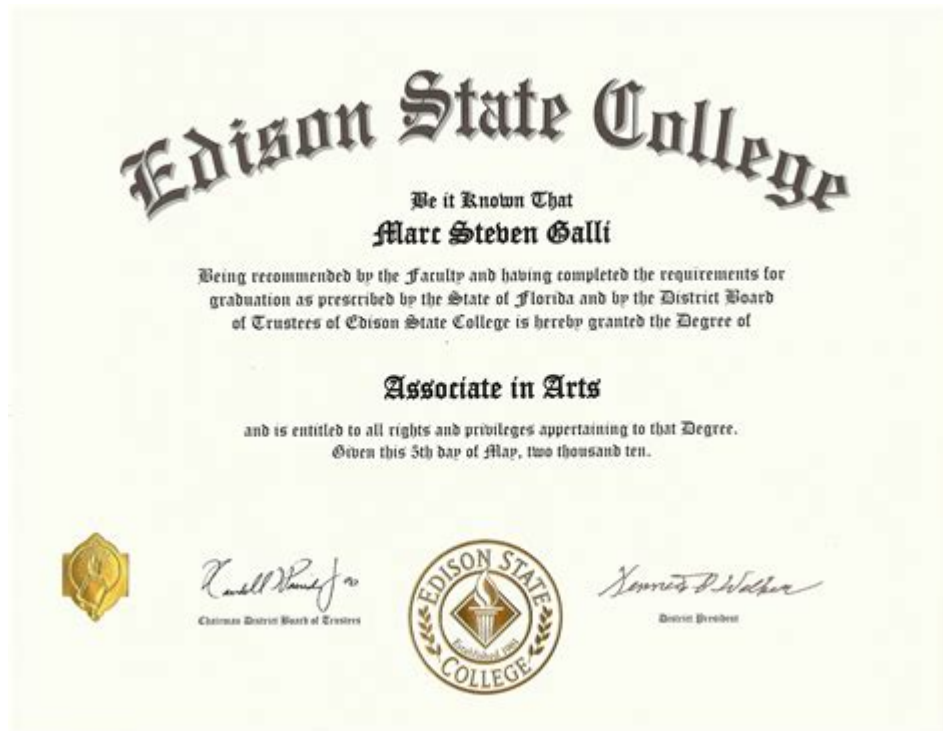 Edison State College
Be it Known That
Marc Steven Galli
Being recommended by the Faculty and having completed the requirements for
graduation as prescribed by the State of Florida and by the District Board
of Trustees of Edison State College is hereby granted the Degree of
Associate in Arts
and is entitled to all rights and privileges appertaining to that Degree.
Given this 5th day of May, two thousand ten.
Chairman District Board of Trustees
EDISON STATE
Established
COLLEGE
Kenneth P Walker
District President